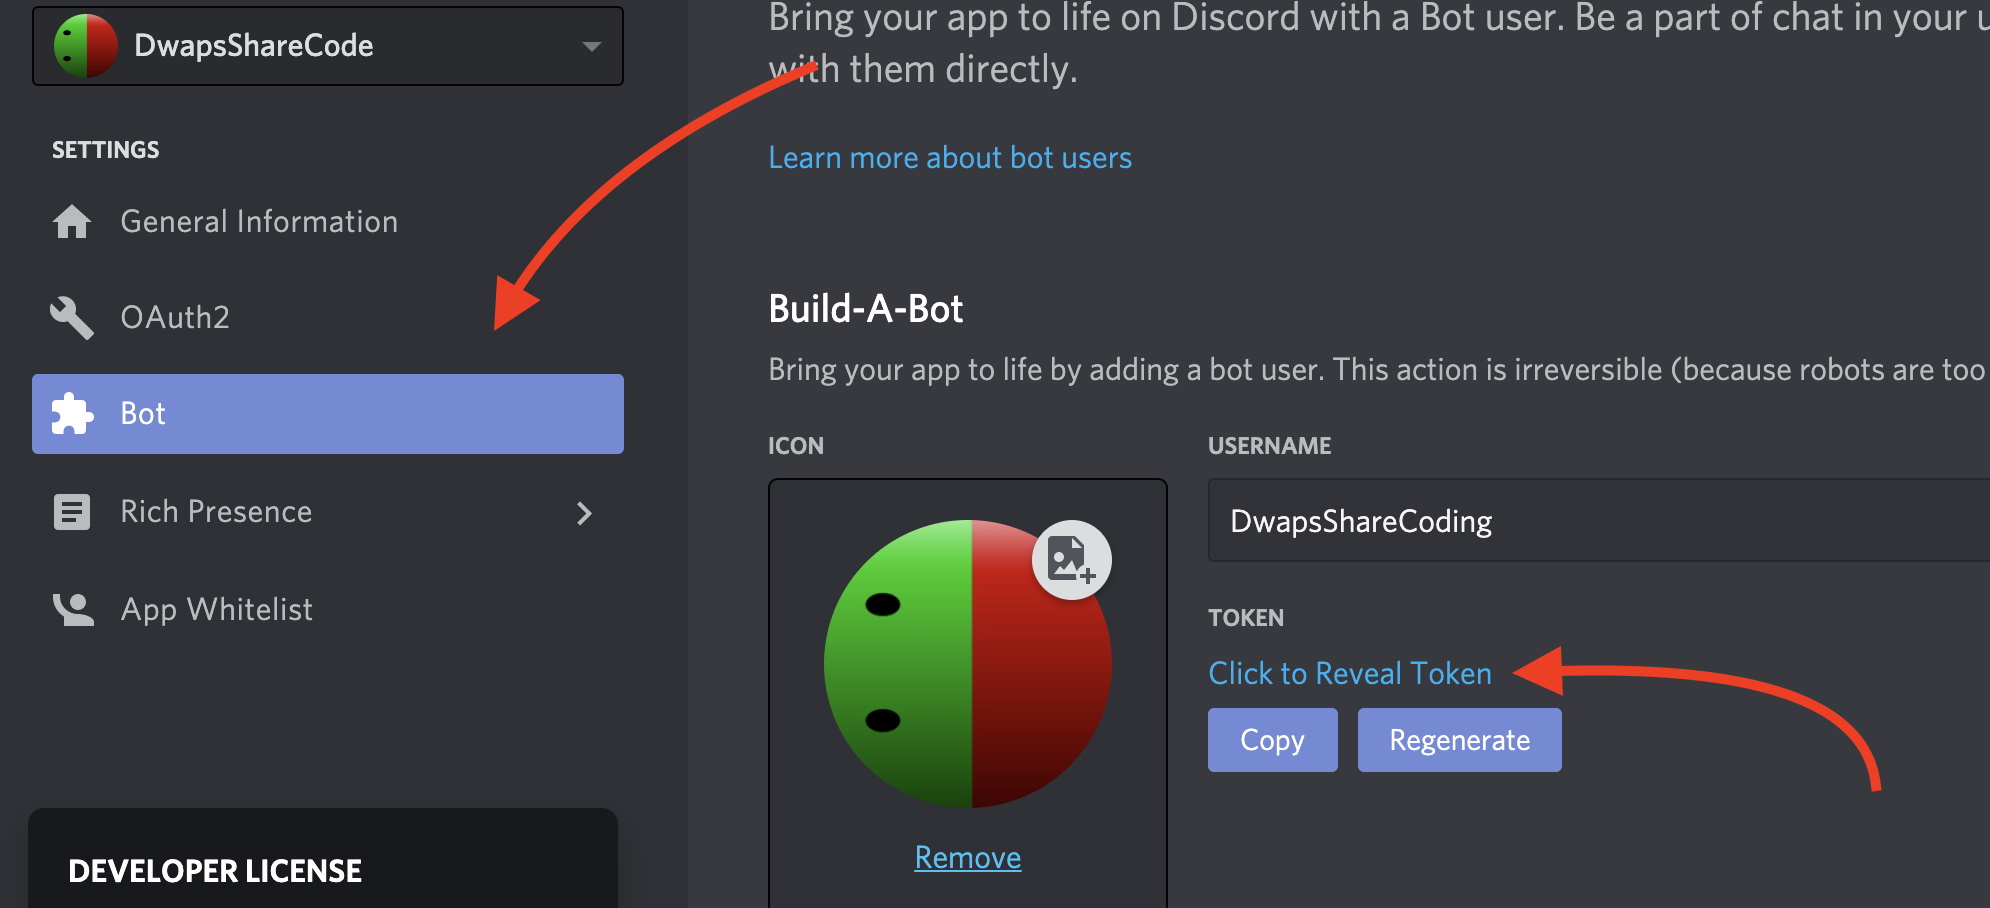 DwapsShareCode
SETTINGS
General Information
OAuth2
Bot
Rich Presence
App Whitelist
DEVELOPER LICENSE
Bring your app to life on Discord with a Bot user. Be a part of chat in your
with them directly.
Learn more about bot users
Build-A-Bot
Bring your app to life by adding a bot user. This action is irreversible (because robots are too
ICON
Remove
USERNAME
DwapsShareCoding
TOKEN
Click to Reveal Token
Copy
Regenerate